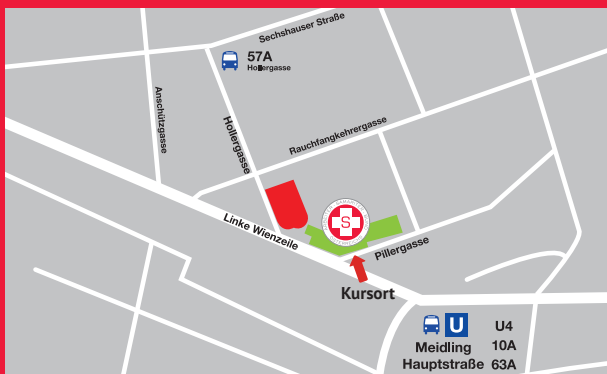 Sechshauser Straße
57A
Hollergasse
Anschützgasse
Hollergasse
Rauchfangkehrergasse
Linke Wienzeile
S
Pillergasse
Kursort
U U4
Meidling 10A
Hauptstraße 63A